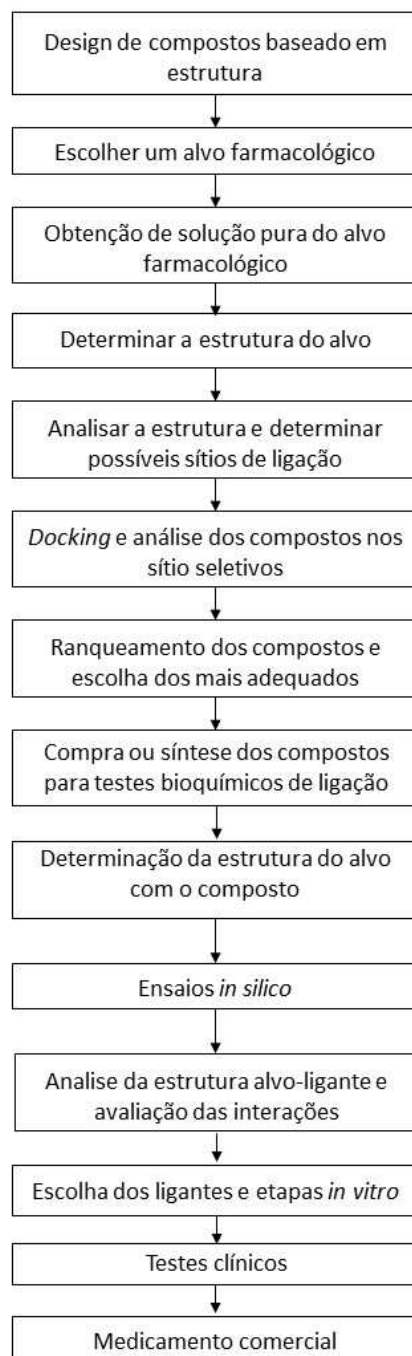 Design de compostos baseado em
estrutura
Escolher um alvo farmacológico
Obtenção de solução pura do alvo
farmacológico
Determinar a estrutura do alvo
Analisar a estrutura e determinar
possíveis sítios de ligação
Docking e análise dos compostos nos
sítio seletivos
Ranqueamento dos compostos e
escolha dos mais adequados
Compra ou síntese dos compostos
para testes bioquímicos de ligação
Determinação da estrutura do alvo
com o composto
Ensaios in silico
Analise da estrutura alvo-ligante e
avaliação das interações
Escolha dos ligantes e etapas in vitro
Testes clínicos
Medicamento comercial